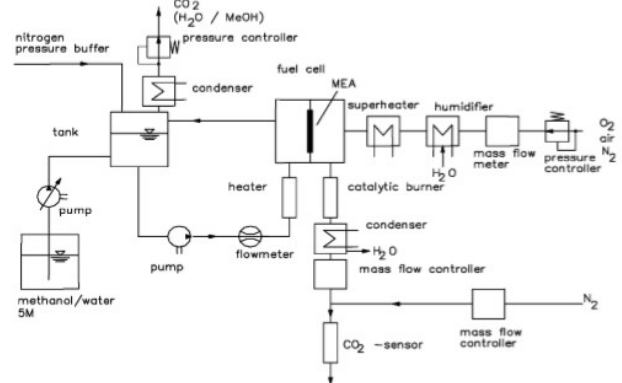 CO2
(H2O / MeOH)
nitrogen
pressure buffer
pressure controller
fuel cell
MEA
condenser
superheater
humidifier
tank
O2
air
N2
mass flow
meter
pressure
controller
H2O
heater
catalytic burner
pump
condenser
H2O
flowmeter
pump
mass flow controller
methanol/water
5M
N2
mass flow
controller
CO2 -sensor